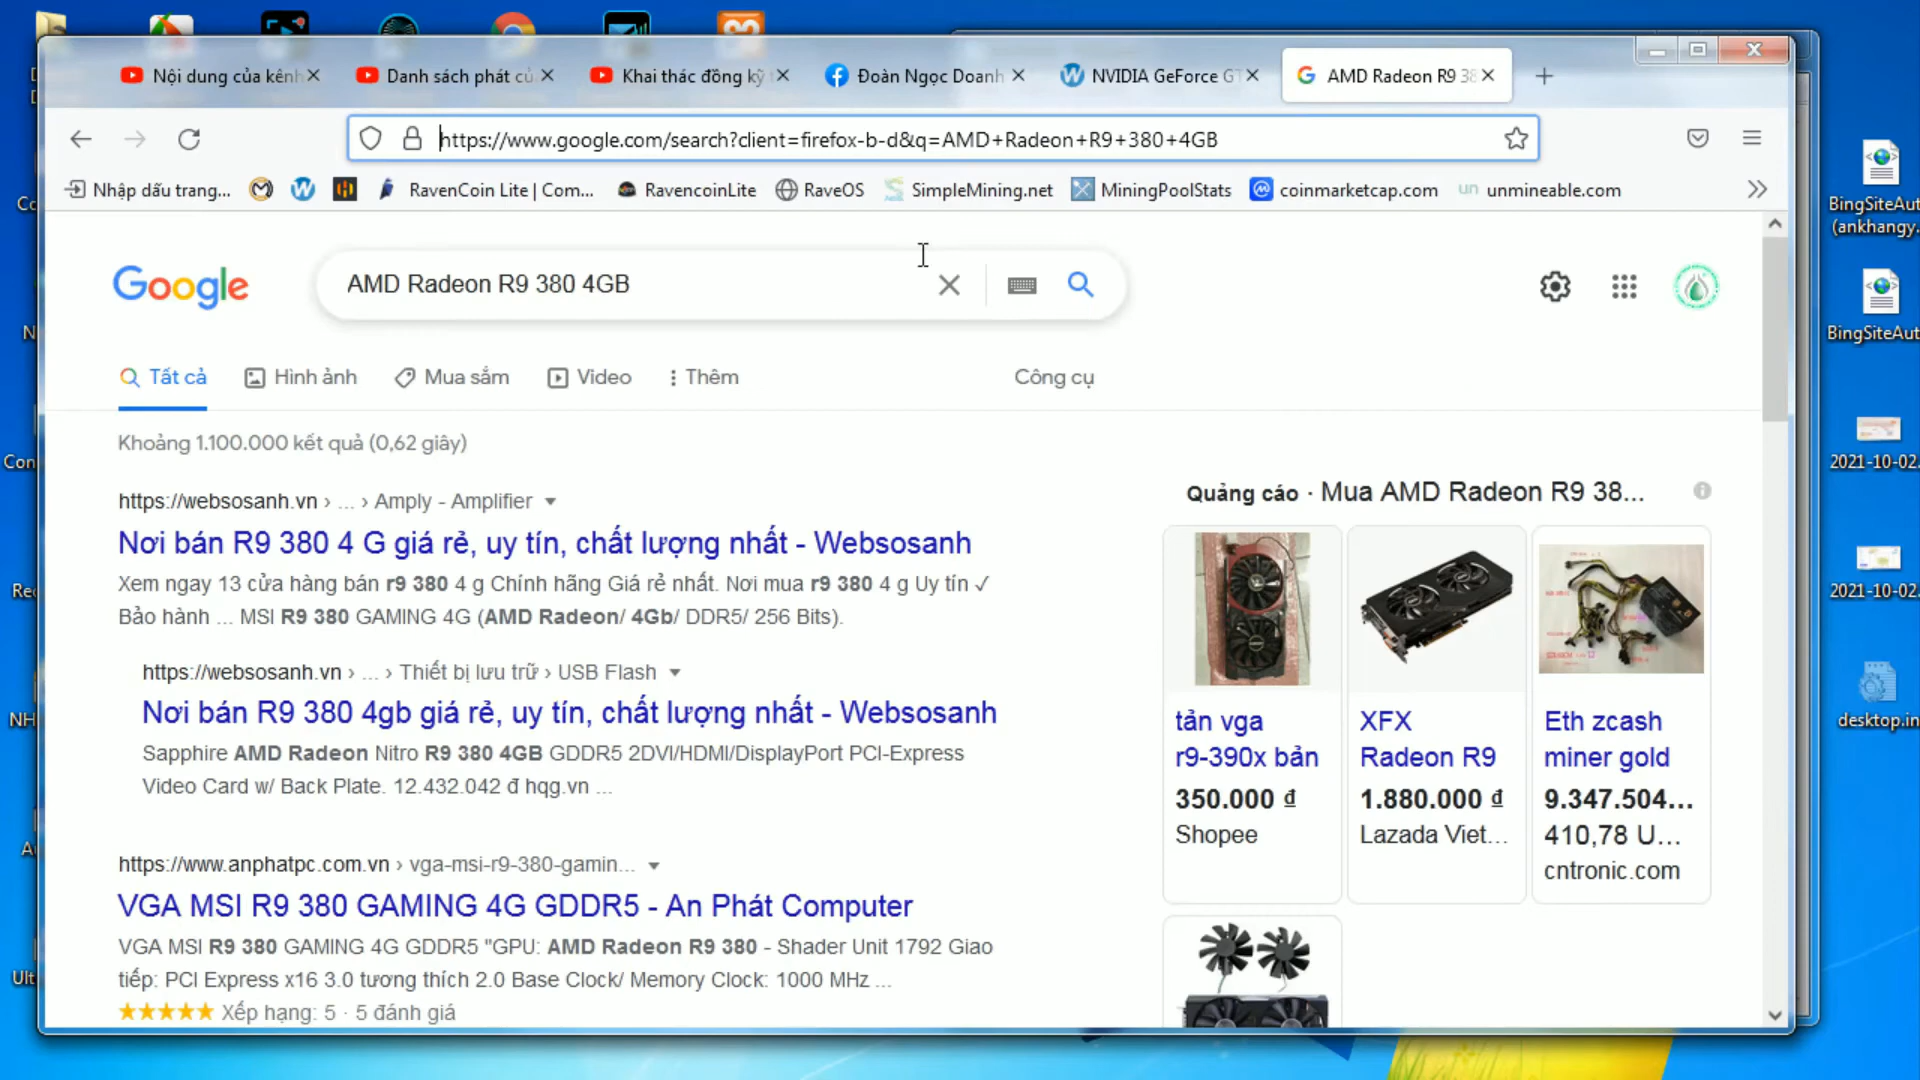 Nội dung của kênh
Danh sách phát củ
Khai thác đồng kỹ
Đoàn Ngọc Doanh
NVIDIA GeForce GT
AMD Radeon R9 38
https://www.google.com/search?client=firefox-b-d&q=AMD+Radeon+R9+380+4GB
Nhập dấu trang...
RavenCoin Lite | Com...
RavencoinLite
RaveOS
SimpleMining.net
MiningPoolStats
coinmarketcap.com
unmineable.com
Google
AMD Radeon R9 380 4GB
Tất cả
Hình ảnh
Mua sắm
Video
Thêm
Công cụ
Khoảng 1.100.000 kết quả (0,62 giây)
https://websosanh.vn › ... › Amply - Amplifier
Nơi bán R9 380 4 G giá rẻ, uy tín, chất lượng nhất - Websosanh
Xem ngay 13 cửa hàng bán r9 380 4 g Chính hãng Giá rẻ nhất. Nơi mua r9 380 4 g Uy tín ✓
Bảo hành ... MSI R9 380 GAMING 4G (AMD Radeon/ 4Gb/ DDR5/ 256 Bits).
https://websosanh.vn › ... › Thiết bị lưu trữ › USB Flash
Nơi bán R9 380 4gb giá rẻ, uy tín, chất lượng nhất - Websosanh
Sapphire AMD Radeon Nitro R9 380 4GB GDDR5 2DVI/HDMI/DisplayPort PCI-Express
Video Card w/ Back Plate. 12.432.042 đ hqg.vn ...
https://www.anphatpc.com.vn › vga-msi-r9-380-gamin...
VGA MSI R9 380 GAMING 4G GDDR5 - An Phát Computer
VGA MSI R9 380 GAMING 4G GDDR5 "GPU: AMD Radeon R9 380 - Shader Unit 1792 Giao
tiếp: PCI Express x16 3.0 tương thích 2.0 Base Clock/ Memory Clock: 1000 MHz ...
★★★★★ Xếp hạng: 5 · 5 đánh giá
Quảng cáo · Mua AMD Radeon R9 38...
tản vga
r9-390x bản
350.000 ₫
Shopee
XFX
Radeon R9
1.880.000 ₫
Lazada Viet...
Eth zcash
miner gold
9.347.504...
410,78 U...
cntronic.com
BingSiteAut
(ankhangy.
BingSiteAut
2021-10-02.
2021-10-02.
desktop.in